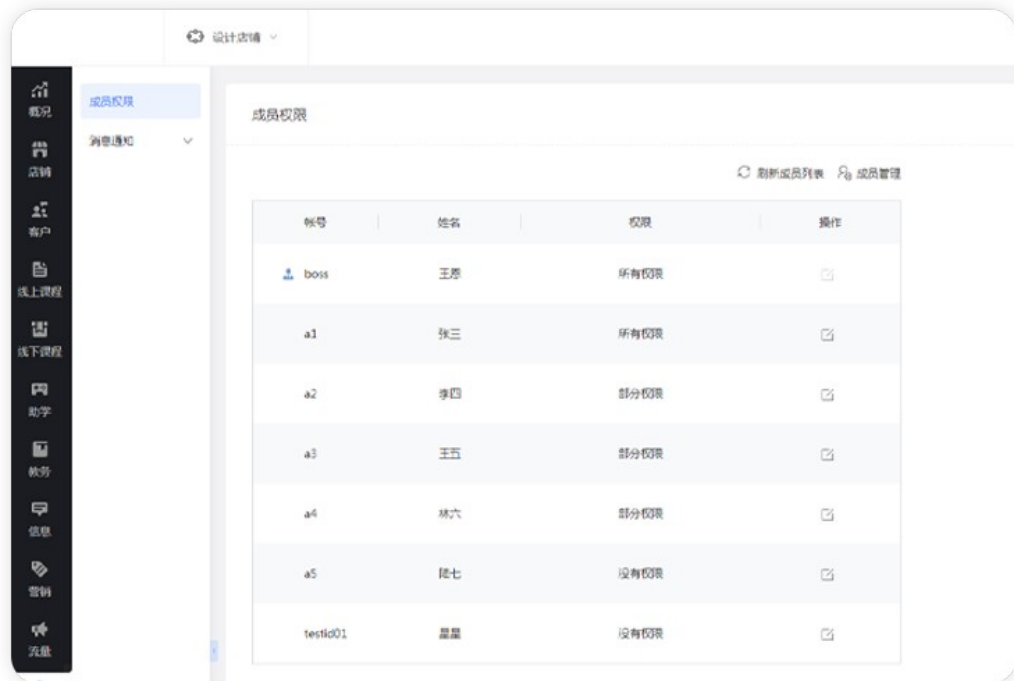 设计店铺
概况
店铺
客户
线上课程
线下课程
助学
教务
信息
营销
流量
成员权限
消息通知
成员权限
刷新成员列表 成员管理
帐号 姓名 权限 操作
boss 王恩 所有权限
a1 张三 所有权限
a2 李四 部分权限
a3 王五 部分权限
a4 林六 部分权限
a5 陆七 没有权限
testid01 星星 没有权限